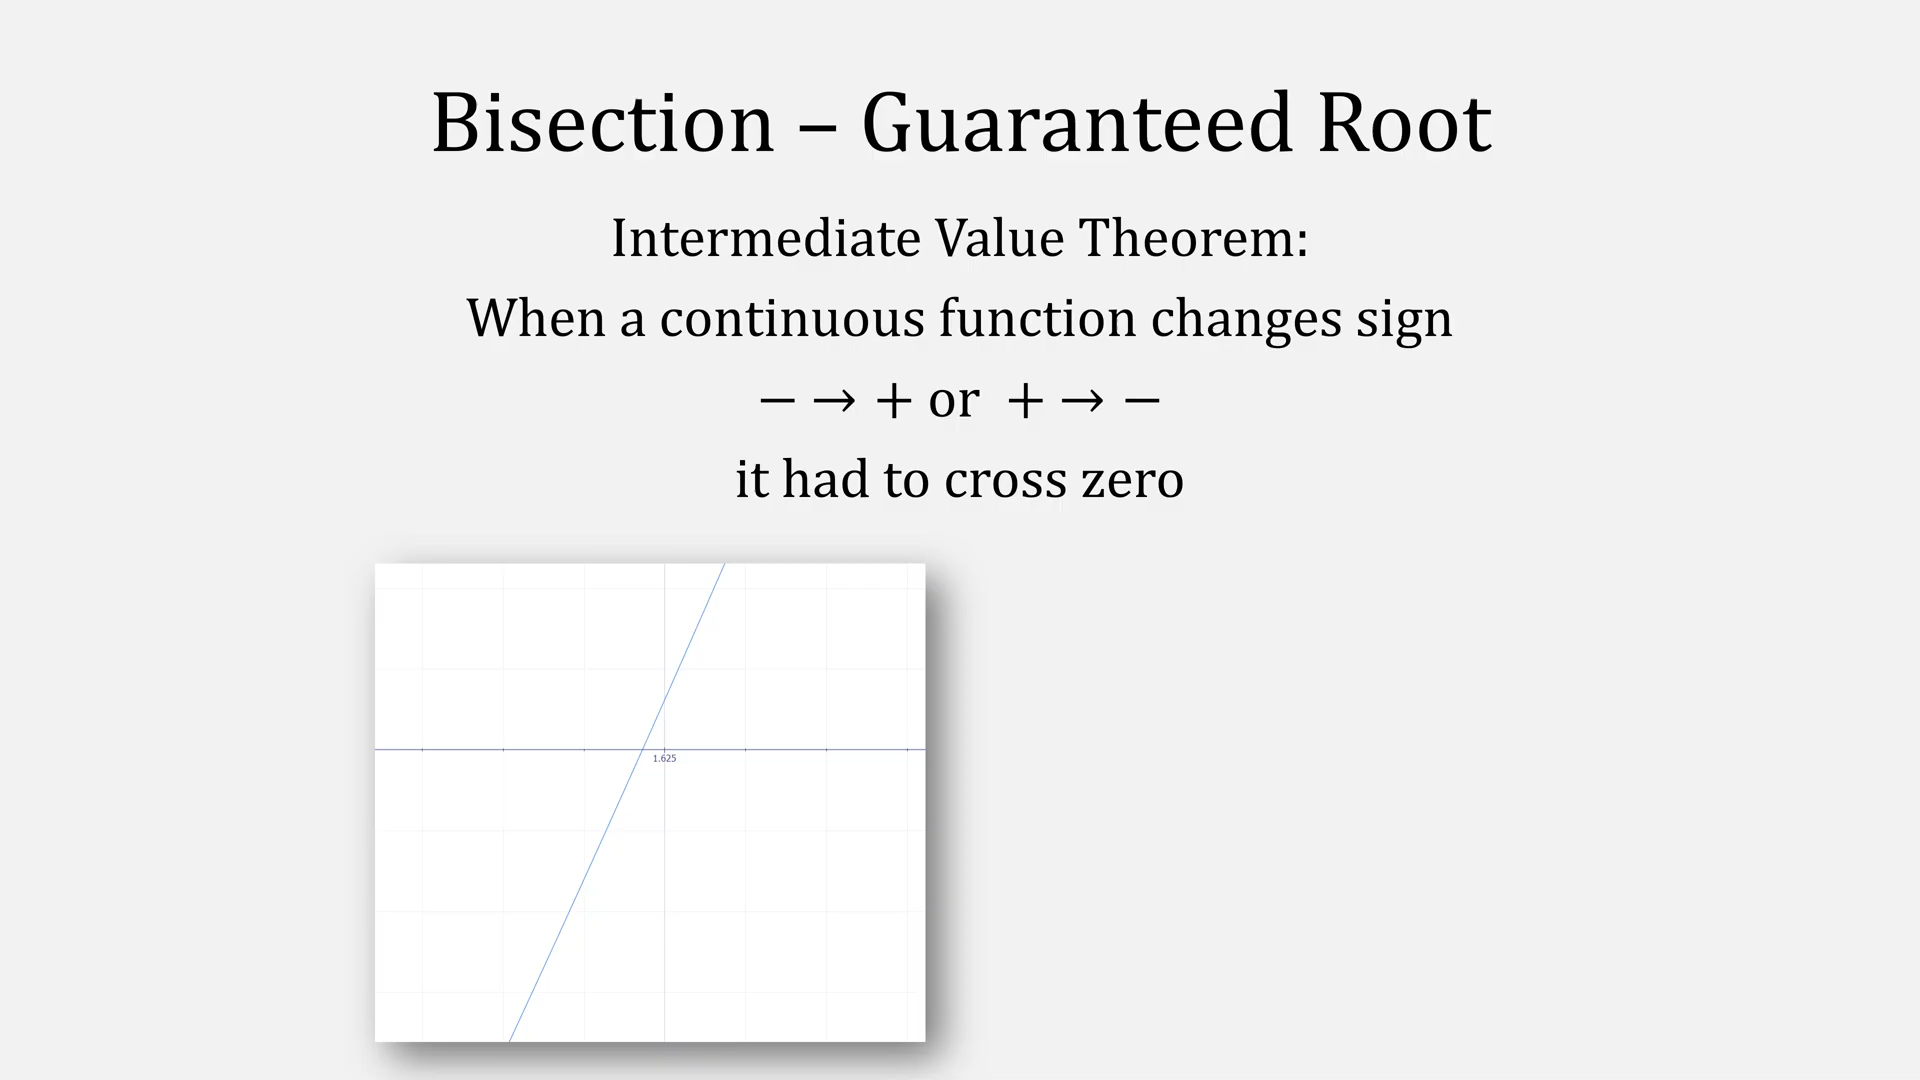 Bisection – Guaranteed Root
Intermediate Value Theorem:
When a continuous function changes sign
− → + or + → −
it had to cross zero
1.625